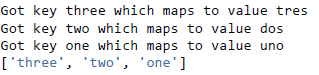 Got key three which maps to value tres
Got key two which maps to value dos
Got key one which maps to value uno
['three', 'two', 'one']